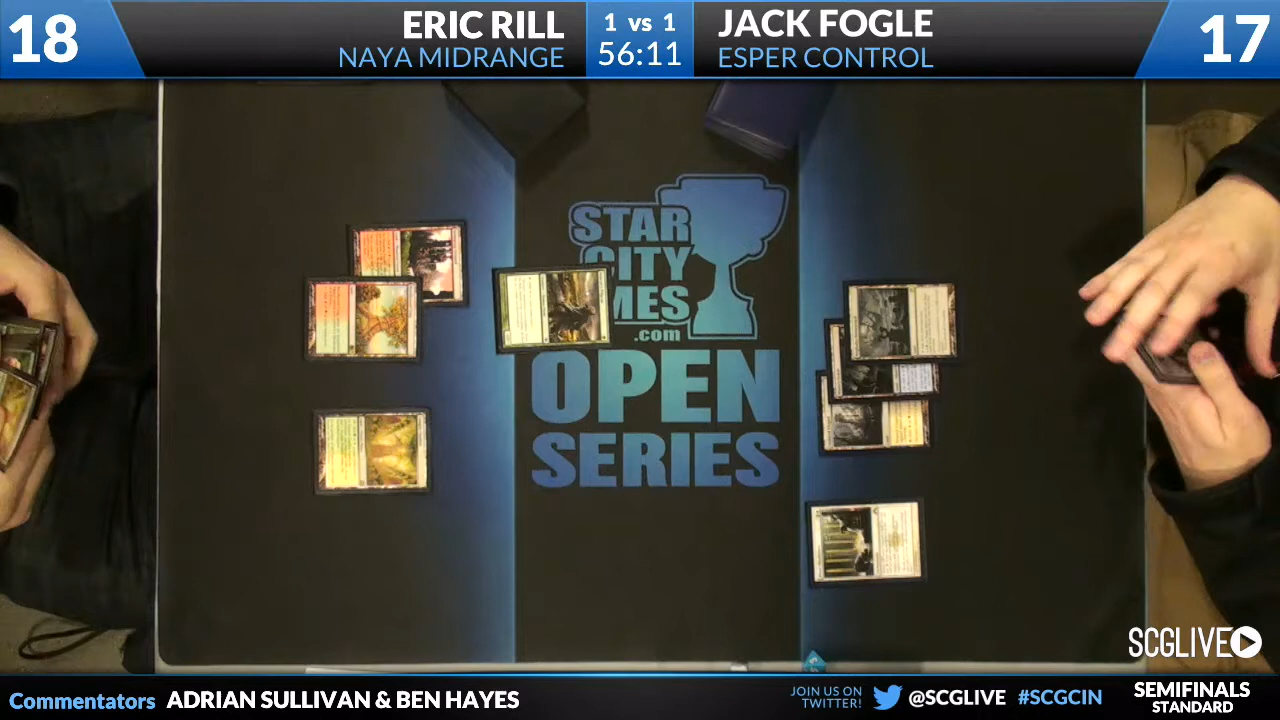 18
ERIC RILL
NAYA MIDRANGE
1 vs 1
56:11
JACK FOGLE
ESPER CONTROL
17
STAR
CITY
GAMES
.com
OPEN
SERIES
SCGLIVE
Commentators ADRIAN SULLIVAN & BEN HAYES
JOIN US ON
TWITTER!
@SCGLIVE #SCGCIN
SEMIFINALS
STANDARD